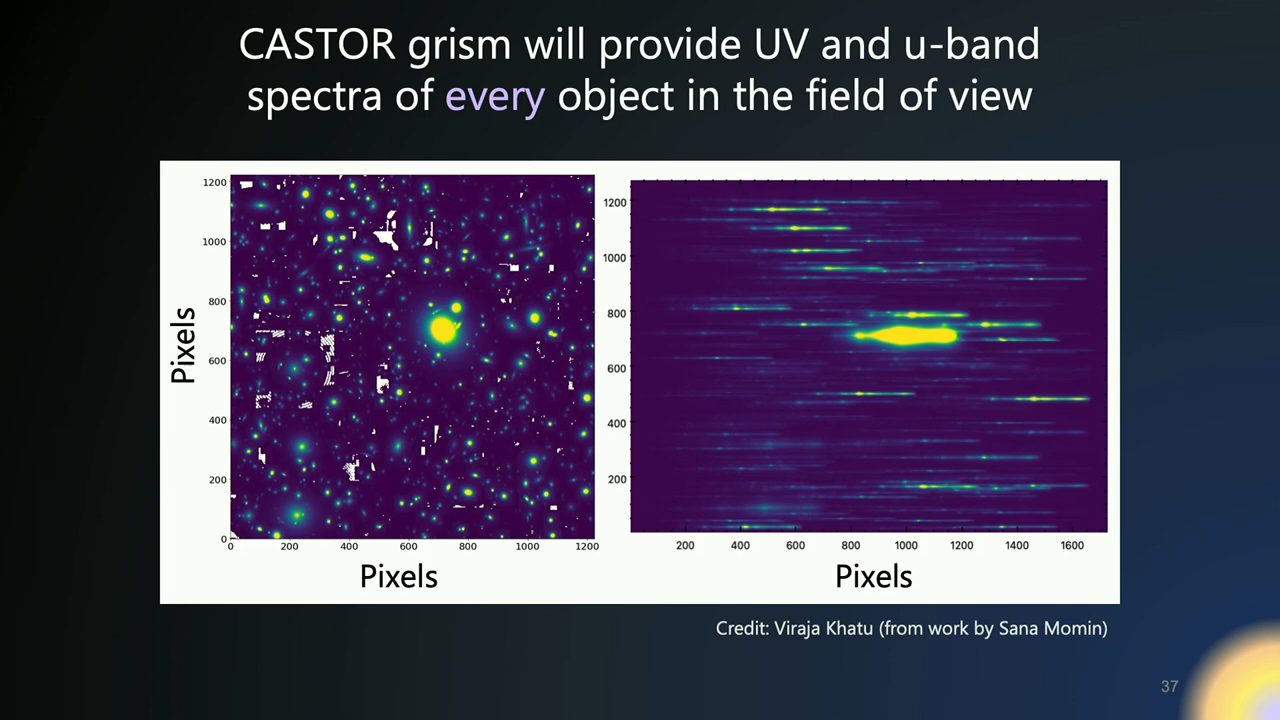 CASTOR grism will provide UV and u-band
spectra of every object in the field of view
1200
1000
800
600
400
200
0
0 200 400 600 800 1000 1200
Pixels
Pixels
1200
1000
800
600
400
200
200 400 600 800 1000 1200 1400 1600
Pixels
Credit: Viraja Khatu (from work by Sana Momin)
37